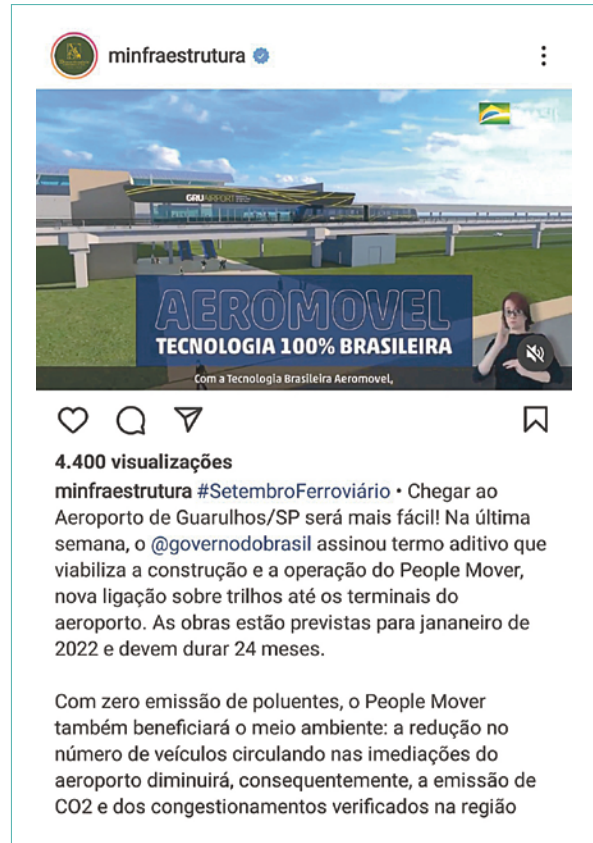 minfraestrutura
BRASIL
GRUAIRPORT
AEROMOVEL
TECNOLOGIA 100% BRASILEIRA
Com a Tecnologia Brasileira Aeromovel,
4.400 visualizações
minfraestrutura #SetembroFerroviário • Chegar ao
Aeroporto de Guarulhos/SP será mais fácil! Na última
semana, o @governodobrasil assinou termo aditivo que
viabiliza a construção e a operação do People Mover,
nova ligação sobre trilhos até os terminais do
aeroporto. As obras estão previstas para jananeiro de
2022 e devem durar 24 meses.
Com zero emissão de poluentes, o People Mover
também beneficiará o meio ambiente: a redução no
número de veículos circulando nas imediações do
aeroporto diminuirá, consequentemente, a emissão de
CO2 e dos congestionamentos verificados na região